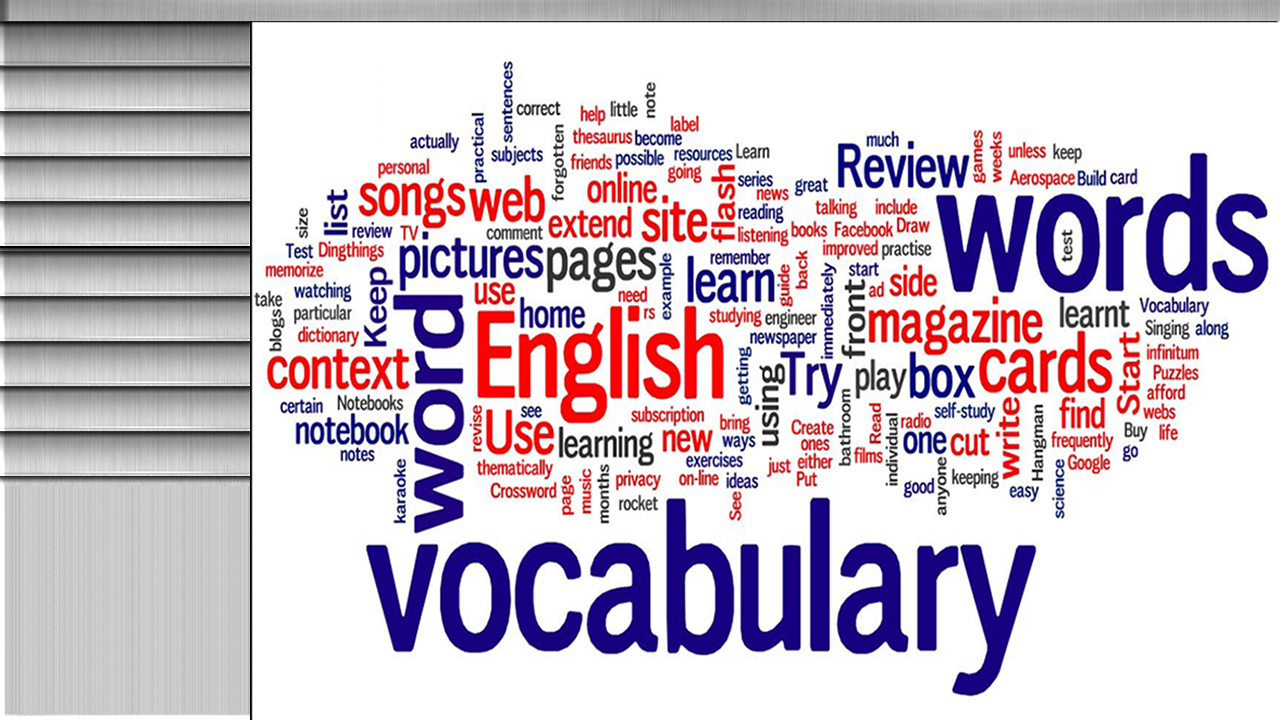 sentences
correct
help
little
note
label
actually
practical
thesaurus
become
forgotten
subjects
friends
possible
resources
Learn
personal
going
much
games
weeks
unless
keep
Review
Aerospace
Build
card
words
test
songs
web
online
flash
series
news
great
list
size
review
TV
comment
extend
site
reading
talking
include
listening
books
Facebook
Draw
Test
Dingthings
pictures
pages
example
remember
improved
practise
memorize
Keep
word
use
need
rs
learn
guide
back
immediately
start
front
ad
side
take
watching
blogs
particular
home
studying
engineer
magazine
learnt
Vocabulary
Singing
along
dictionary
English
newspaper
context
getting
using
Try
play
box
cards
Start
infinitum
Puzzles
afford
certain
Notebooks
revise
see
subscription
bring
bathroom
Read
radio
self-study
write
Hangman
find
webs
notebook
Use
learning
new
ways
Create
ones
individual
one
cut
frequently
Buy
life
notes
thematically
exercises
just
either
films
Google
go
karaoke
Crossword
page
music
months
privacy
on-line
ideas
Put
good
anyone
keeping
easy
science
rocket
See
vocabulary